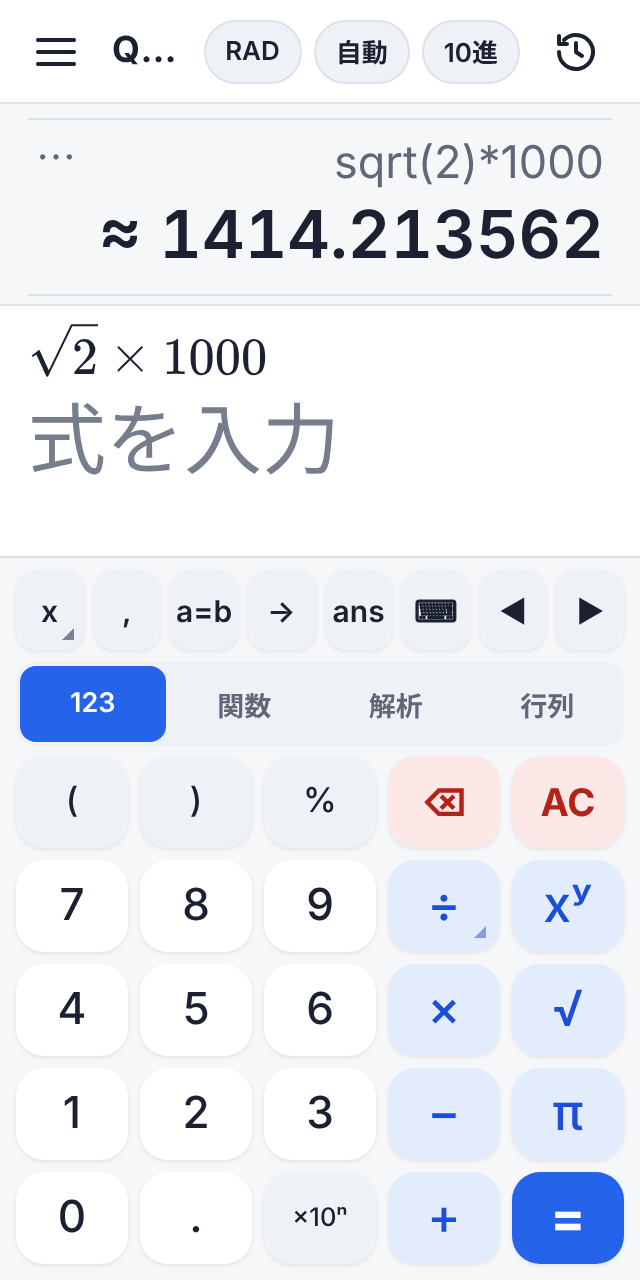 Q… RAD 自動 10進
… sqrt(2)*1000
≈ 1414.213562
√2 × 1000
式を入力
x , a=b → ans ⌨ ◀ ▶
123 関数 解析 行列
( ) % ⌫ AC
7 8 9 ÷ xʸ
4 5 6 × √
1 2 3 − π
0 . ×10ⁿ + =